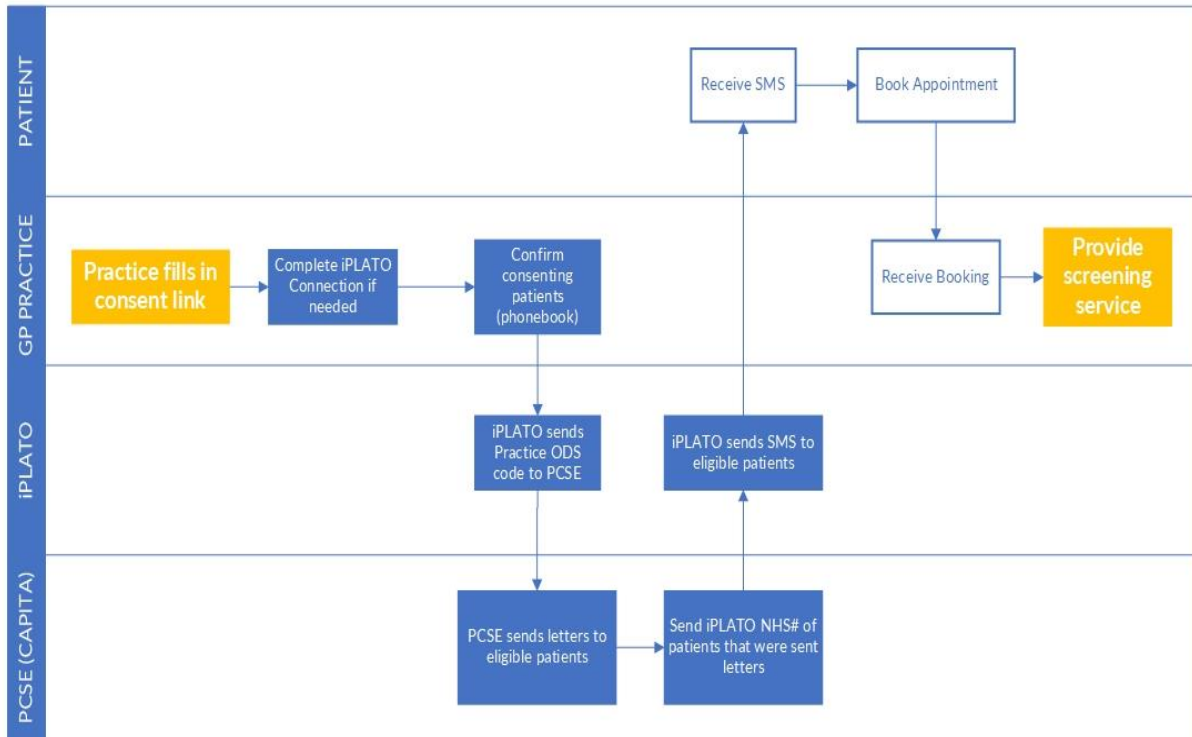 PATIENT
Receive SMS
Book Appointment
GP PRACTICE
Practice fills in
consent link
Complete iPLATO
Connection if
needed
Confirm
consenting
patients
(phonebook)
Receive Booking
Provide
screening
service
iPLATO
iPLATO sends
Practice ODS
code to PCSE
iPLATO sends SMS to
eligible patients
PCSE (CAPITA)
PCSE sends letters to
eligible patients
Send iPLATO NHS# of
patients that were sent
letters